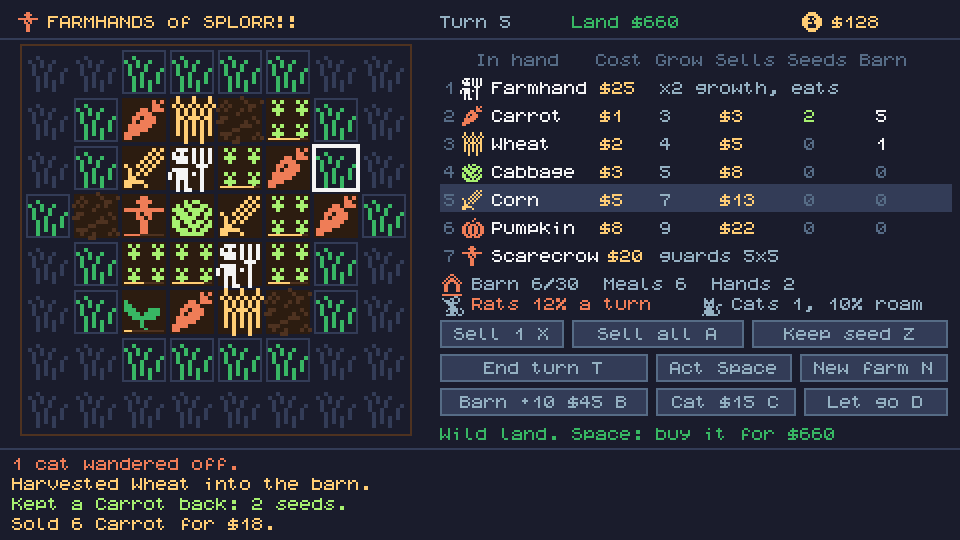 FARMHANDS of SPLORR!! Turn 5 Land $660 $128
In hand Cost Grow Sells Seeds Barn
1 Farmhand $25 x2 growth, eats
2 Carrot $1 3 $3 2 5
3 Wheat $2 4 $5 0 1
4 Cabbage $3 5 $8 0 0
5 Corn $5 7 $13 0 0
6 Pumpkin $8 9 $22 0 0
7 Scarecrow $20 guards 5x5
Barn 6/30 Meals 6 Hands 2
Rats 12% a turn Cats 1, 10% roam
Sell 1 X Sell all A Keep seed Z
End turn T Act Space New farm N
Barn +10 $45 B Cat $15 C Let go D
Wild land. Space: buy it for $660
1 cat wandered off.
Harvested Wheat into the barn.
Kept a Carrot back: 2 seeds.
Sold 6 Carrot for $18.